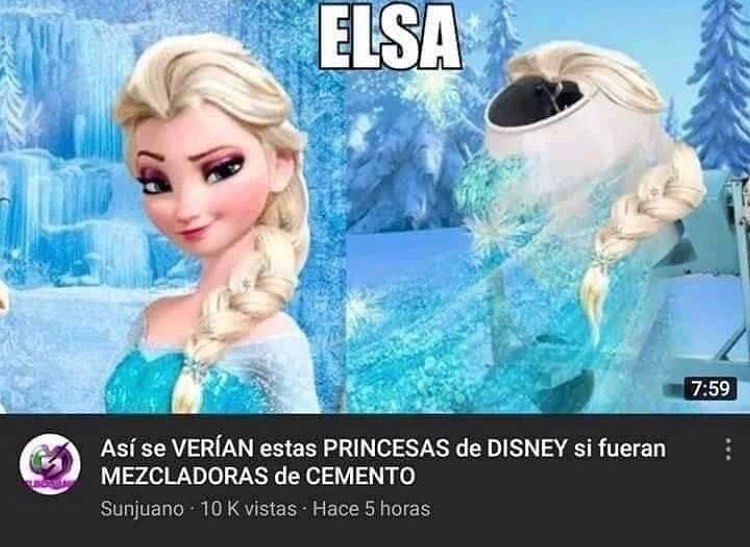 ELSA
7:59
Así se VERÍAN estas PRINCESAS de DISNEY si fueran
MEZCLADORAS de CEMENTO
Sunjuano · 10 K vistas · Hace 5 horas